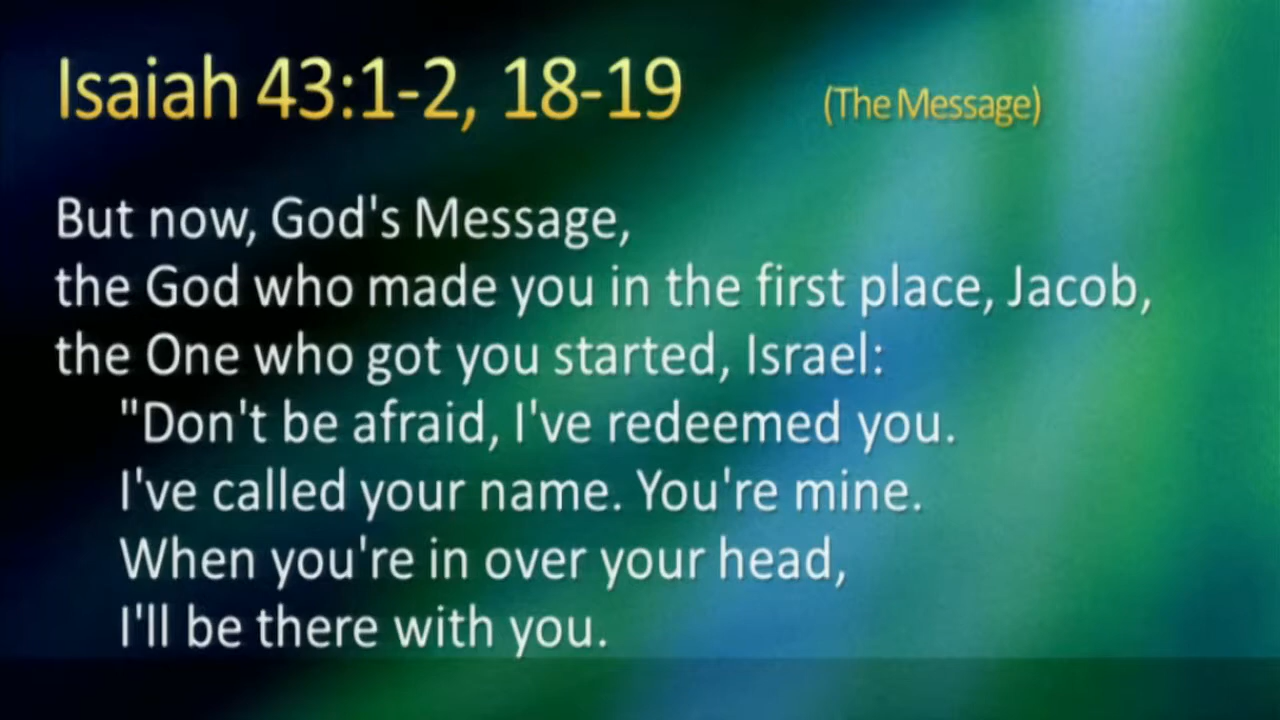 Isaiah 43:1-2, 18-19 (The Message)
But now, God's Message,
the God who made you in the first place, Jacob,
the One who got you started, Israel:
"Don't be afraid, I've redeemed you.
I've called your name. You're mine.
When you're in over your head,
I'll be there with you.